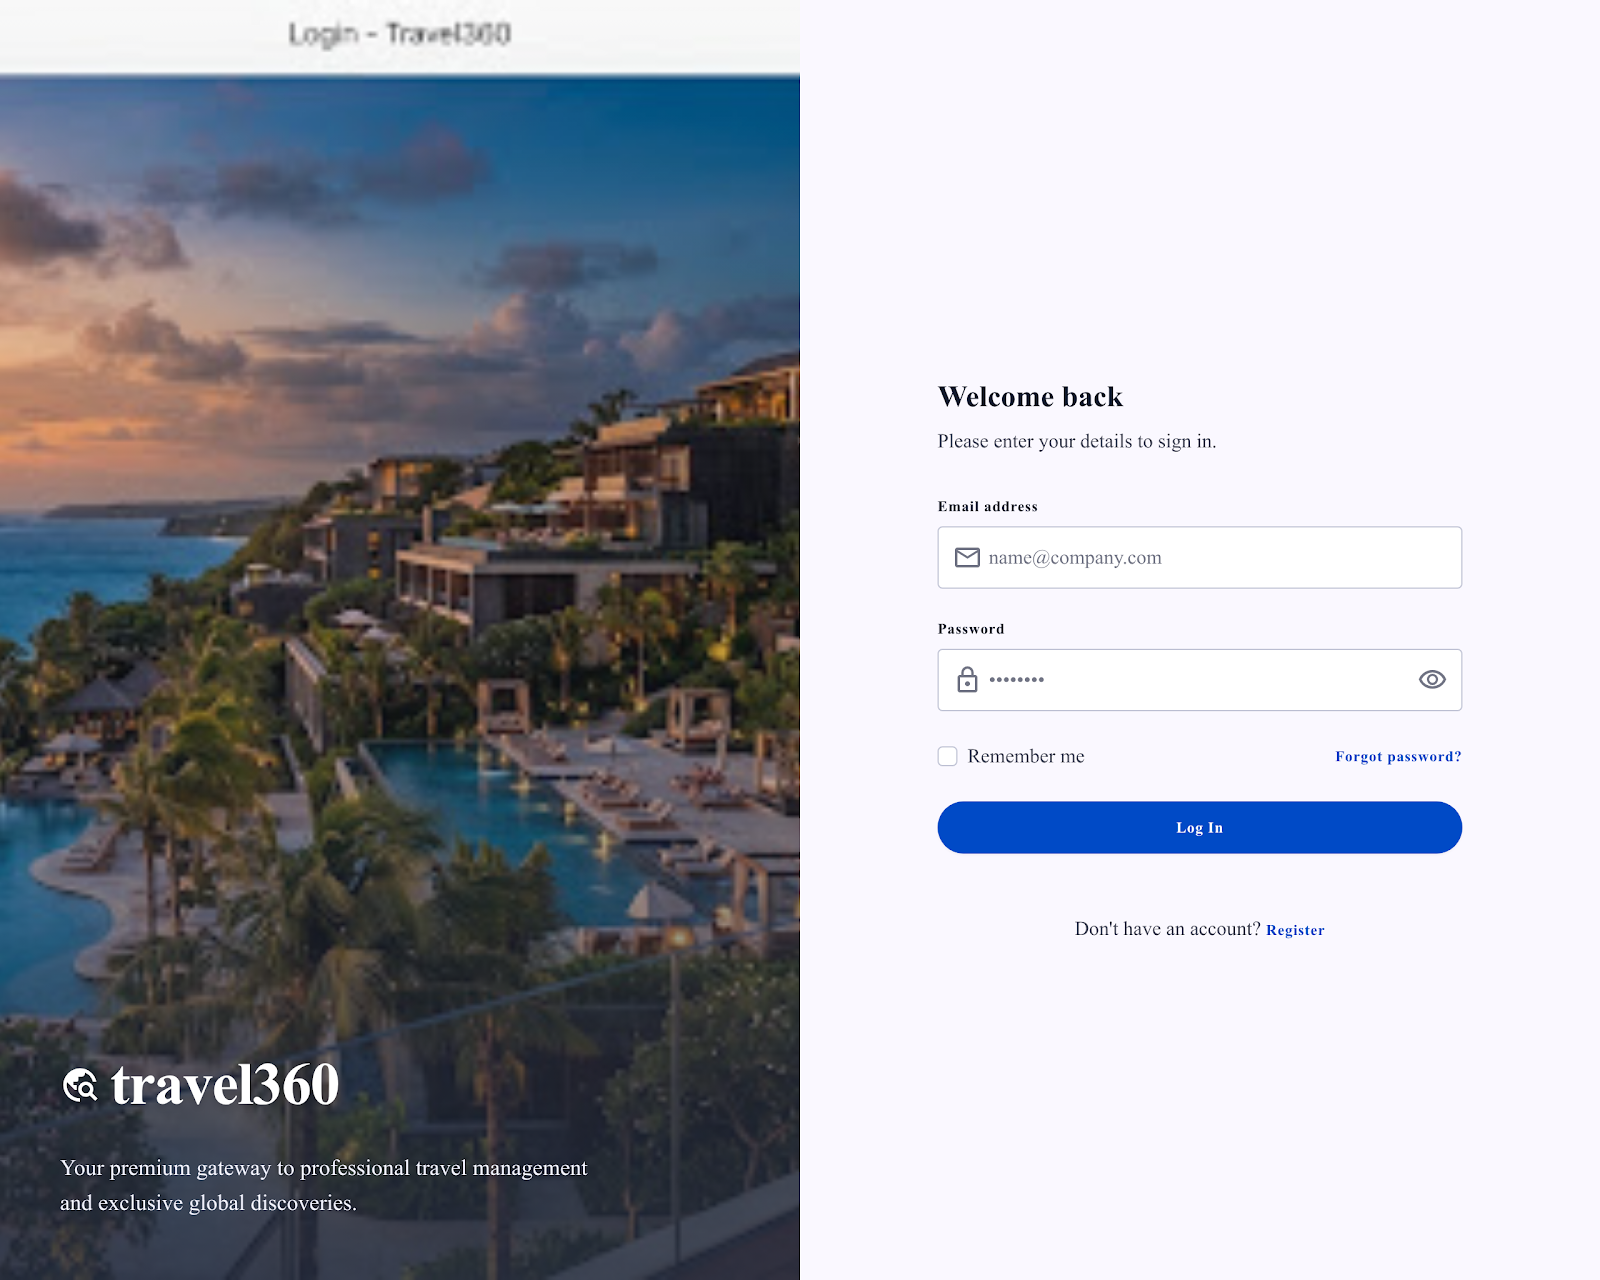 Login - Travel360
travel360
Your premium gateway to professional travel management
and exclusive global discoveries.
Welcome back
Please enter your details to sign in.
Email address
name@company.com
Password
••••••••
Remember me
Forgot password?
Log In
Don't have an account? Register